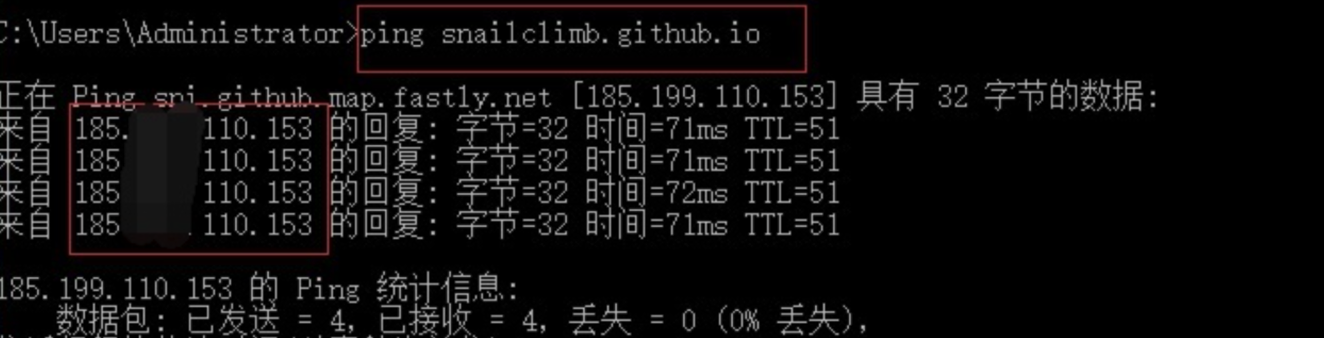 C:\Users\Administrator>ping snailclimb.github.io
正在 Ping sni.github.map.fastly.net [185.199.110.153] 具有 32 字节的数据:
来自 185. 110.153 的回复: 字节=32 时间=71ms TTL=51
来自 185 110.153 的回复: 字节=32 时间=71ms TTL=51
来自 185 110.153 的回复: 字节=32 时间=72ms TTL=51
来自 185 .110.153 的回复: 字节=32 时间=71ms TTL=51
185.199.110.153 的 Ping 统计信息:
数据包: 已发送 = 4，已接收 = 4，丢失 = 0 (0% 丢失)，